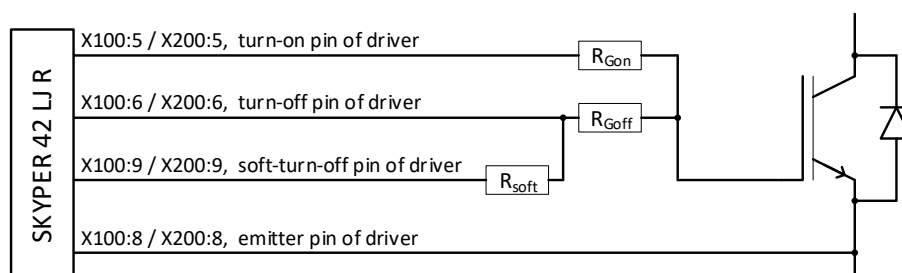 SKYPER 42 LJ R
X100:5 / X200:5, turn-on pin of driver
RGon
X100:6 / X200:6, turn-off pin of driver
RGoff
X100:9 / X200:9, soft-turn-off pin of driver
Rsoft
X100:8 / X200:8, emitter pin of driver